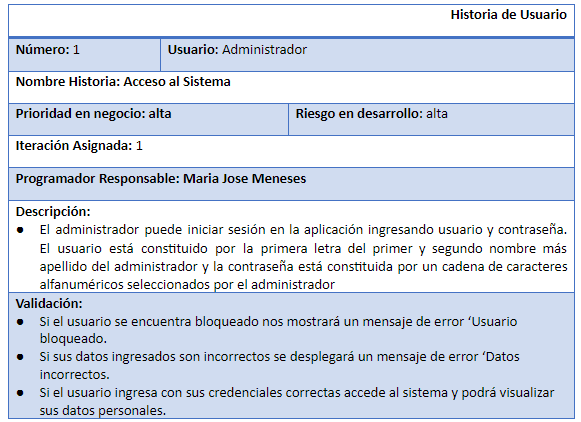 Historia de Usuario
Número: 1
Usuario: Administrador
Nombre Historia: Acceso al Sistema
Prioridad en negocio: alta
Riesgo en desarrollo: alta
Iteración Asignada: 1
Programador Responsable: Maria Jose Meneses
Descripción:
● El administrador puede iniciar sesión en la aplicación ingresando usuario y contraseña.
El usuario está constituido por la primera letra del primer y segundo nombre más
apellido del administrador y la contraseña está constituida por un cadena de caracteres
alfanuméricos seleccionados por el administrador
Validación:
● Si el usuario se encuentra bloqueado nos mostrará un mensaje de error ‘Usuario
bloqueado.
● Si sus datos ingresados son incorrectos se desplegará un mensaje de error ‘Datos
incorrectos.
● Si el usuario ingresa con sus credenciales correctas accede al sistema y podrá visualizar
sus datos personales.